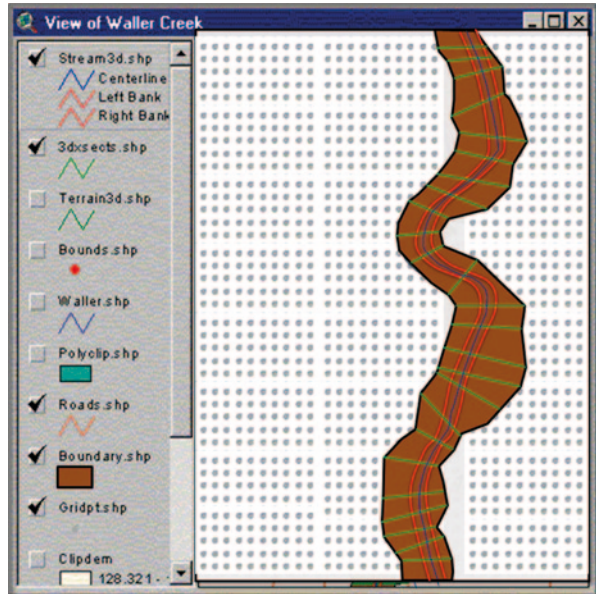 View of Waller Creek
Stream3d.shp
Centerline
Left Bank
Right Bank
3dxsects.shp
Terrain3d.shp
Bounds.shp
Waller.shp
Polyclip.shp
Roads.shp
Boundary.shp
Gridpt.shp
Clipdem
128.321 -